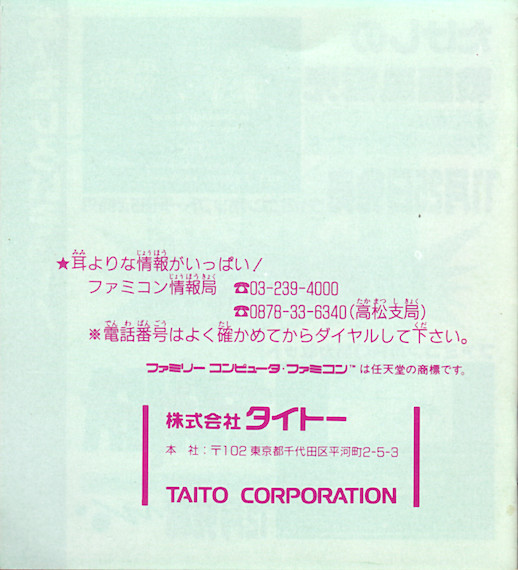 ★耳よりな情報がいっぱい!
ファミコン情報局 ☎03-239-4000
☎0878-33-6340(高松支局)
※電話番号はよく確かめてからダイヤルして下さい。
ファミリーコンピュータ・ファミコン™は任天堂の商標です。
株式会社タイトー
本 社:〒102 東京都千代田区平河町2-5-3
TAITO CORPORATION